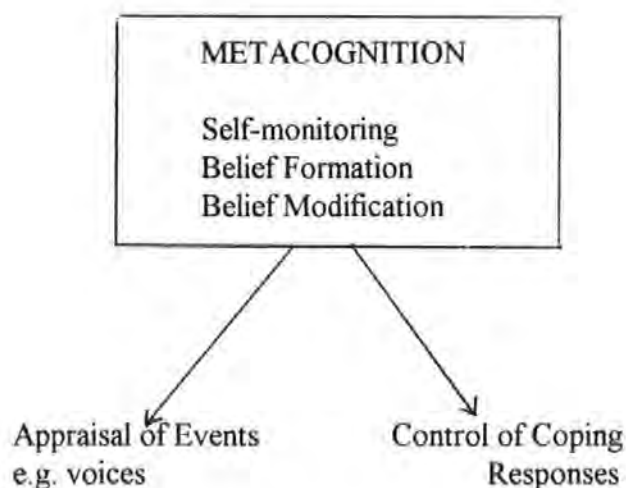 METACOGNITION
Self-monitoring
Belief Formation
Belief Modification
Appraisal of Events
e.g. voices
Control of Coping
Responses